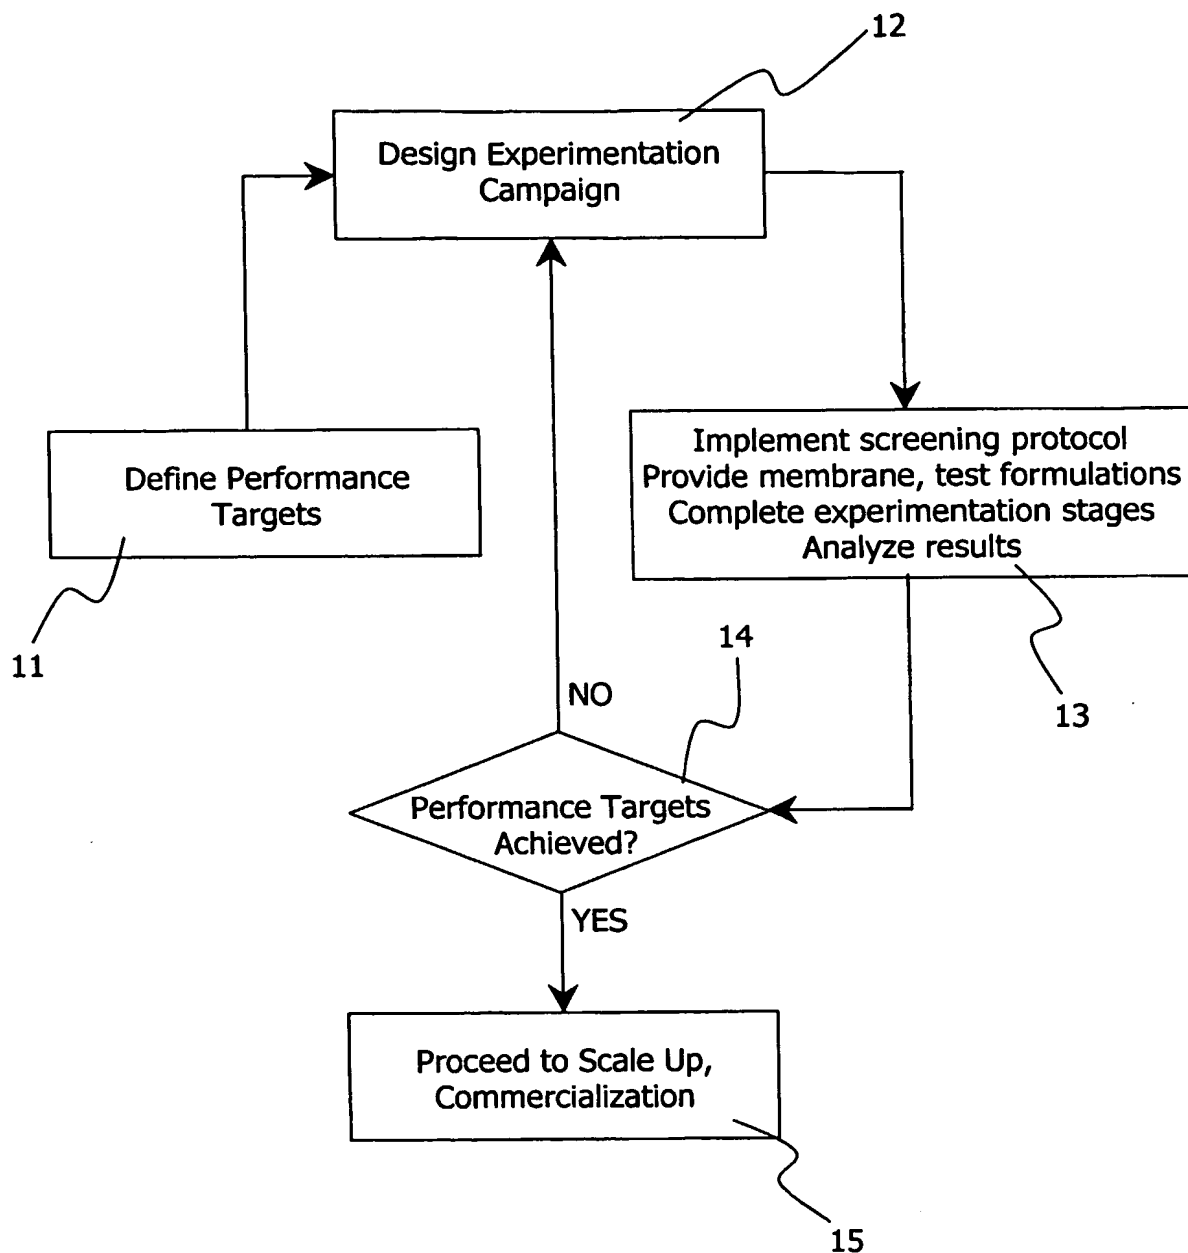 12
Design Experimentation
Campaign
Define Performance
Targets
11
Implement screening protocol
Provide membrane, test formulations
Complete experimentation stages
Analyze results
13
14
NO
Performance Targets
Achieved?
YES
Proceed to Scale Up,
Commercialization
15